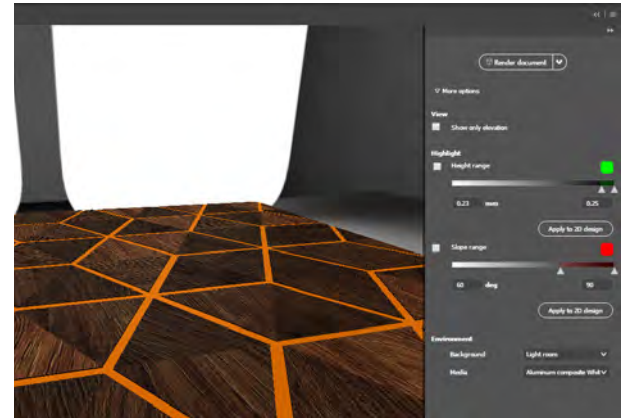 Render document
More options
View
Show only elevation
Highlight
Height range
0.23 mm 0.25
Apply to 2D design
Slope range
60 deg 90
Apply to 2D design
Environment
Background Light room
Media Aluminum composite Whit